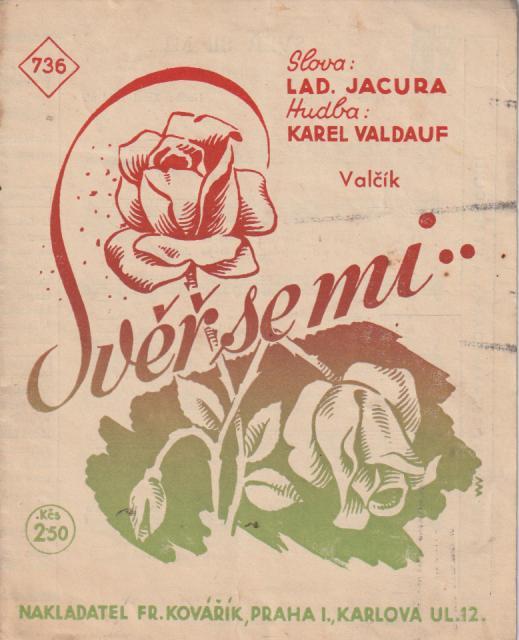 736
Slova:
LAD. JACURA
Hudba:
KAREL VALDAUF
Valčík
Svěř se mi...
Kčs
2·50
NAKLADATEL FR. KOVÁŘÍK, PRAHA I., KARLOVA UL. 12.